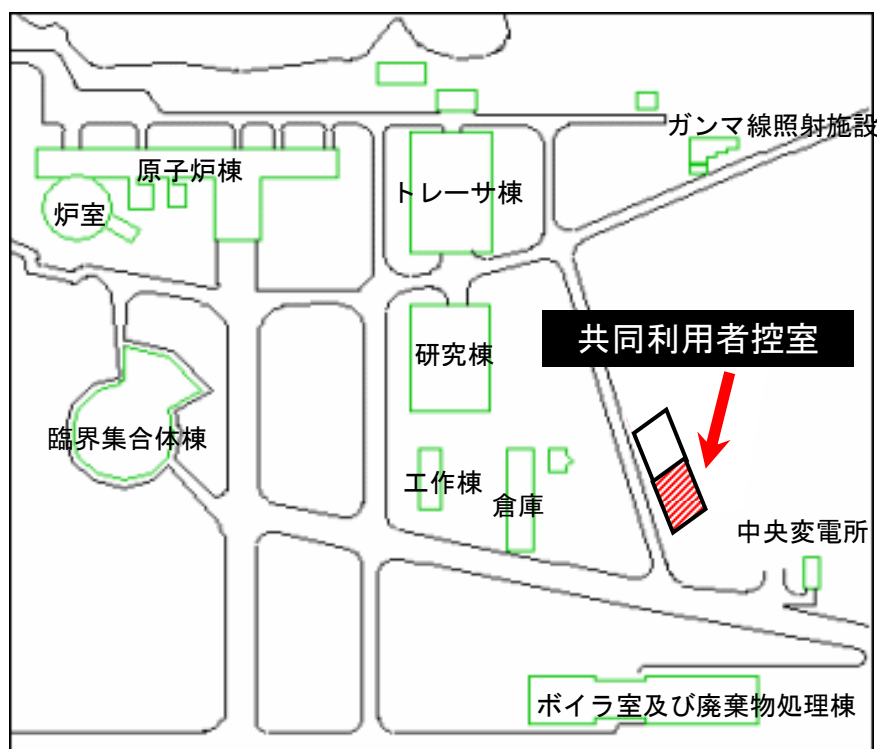 ガンマ線照射施設
原子炉棟
トレーサ棟
炉室
共同利用者控室
研究棟
臨界集合体棟
工作棟
倉庫
中央変電所
ボイラ室及び廃棄物処理棟